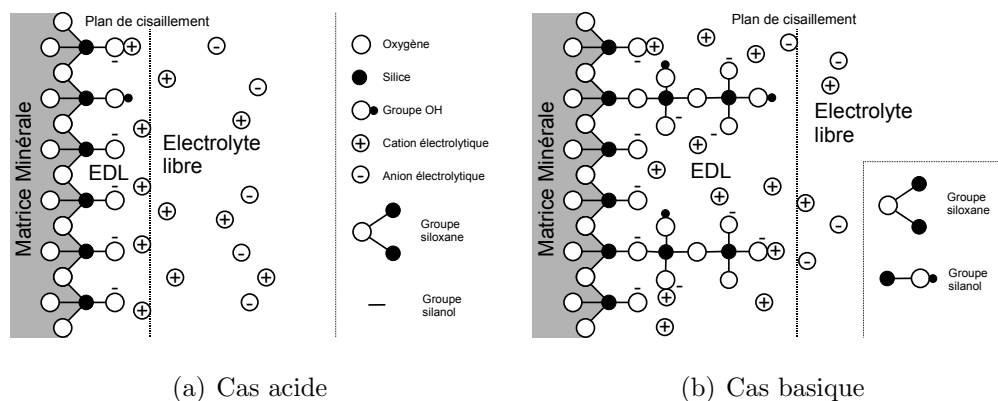 Plan de cisaillement
Matrice Minérale
EDL
Electrolyte
libre
Oxygène
Silice
Groupe OH
Cation électrolytique
Anion électrolytique
Groupe
siloxane
Groupe
silanol
(a) Cas acide
Plan de cisaillement
Matrice Minérale
EDL
Electrolyte
libre
Groupe
siloxane
Groupe
silanol
(b) Cas basique